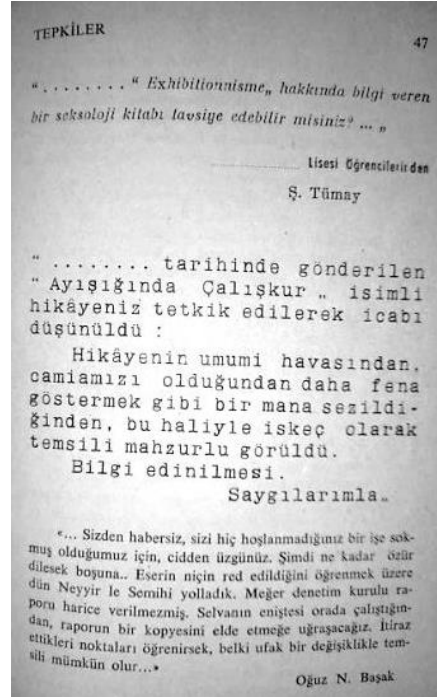 TEPKİLER
47
“ . . . . . . . . “ Exhibitionnisme„ hakkında bilgi veren
bir seksoloji kitabı tavsiye edebilir misiniz? ... „
.................... Lisesi Öğrencilerinden
Ş. Tümay
“ ........ tarihinde gönderilen
“ Ayışığında Çalışkur „ isimli
hikâyeniz tetkik edilerek icabı
düşünüldü :
Hikâyenin umumi havasından,
camiamızı olduğundan daha fena
göstermek gibi bir mana sezildi-
ğinden, bu haliyle iskeç olarak
temsili mahzurlu görüldü.
Bilgi edinilmesi.
Saygılarımla„
«... Sizden habersiz, sizi hiç hoşlanmadığınız bir işe sok-
muş olduğumuz için, cidden üzgünüz. Şimdi ne kadar özür
dilesek boşuna.. Eserin niçin red edildiğini öğrenmek üzere
dün Neyyir le Semihi yolladık. Meğer denetim kurulu ra-
poru harice verilmezmiş. Selvanın eniştesi orada çalıştığın-
dan, raporun bir kopyesini elde etmeğe uğraşacağız. İtiraz
ettikleri noktaları öğrenirsek, belki ufak bir değişiklikle tem-
sili mümkün olur...»
Oğuz N. Başak